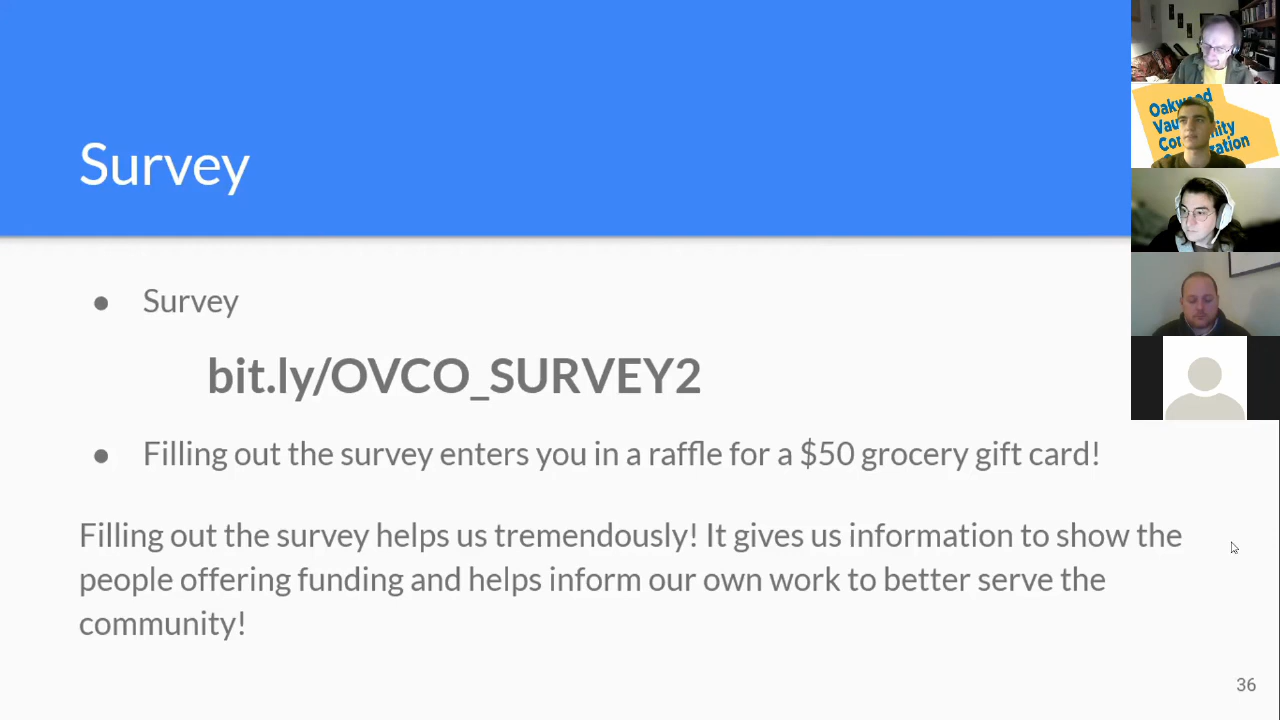 Survey
● Survey
bit.ly/OVCO_SURVEY2
● Filling out the survey enters you in a raffle for a $50 grocery gift card!
Filling out the survey helps us tremendously! It gives us information to show the
people offering funding and helps inform our own work to better serve the
community!
36
Oakwood